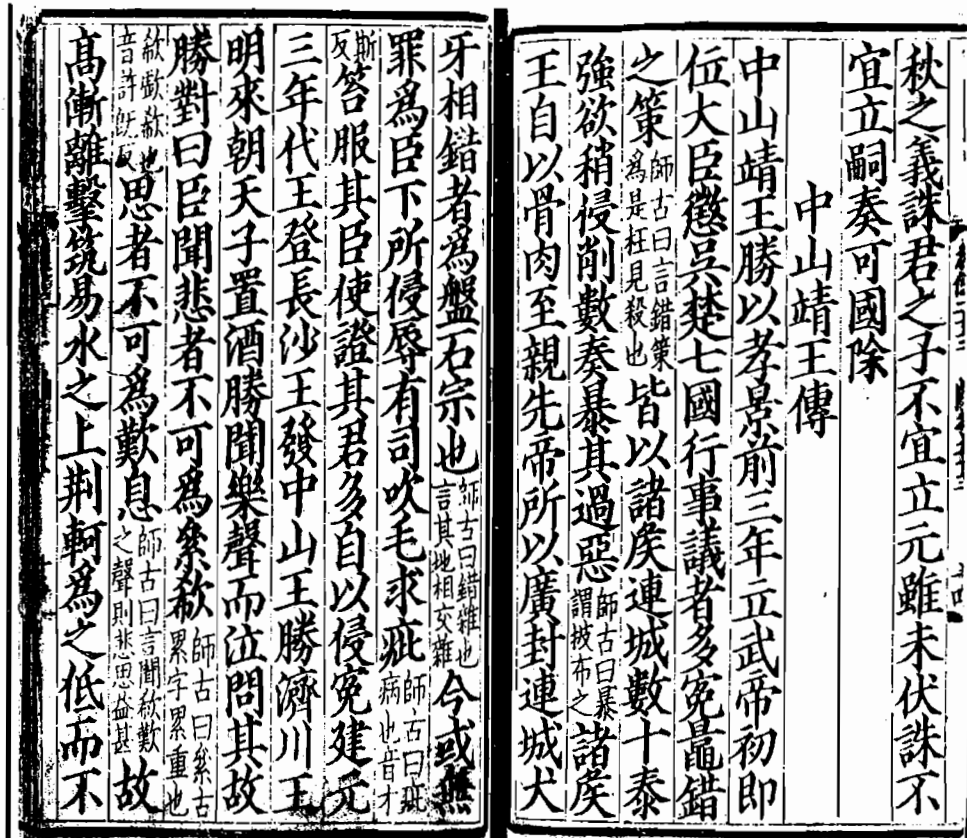 秋之義誅君之子不宜立元雖未伏誅不
宜立嗣奏可國除
中山靖王傳
中山靖王勝以孝景前三年立武帝初即
位大臣懲吳楚七國行事議者多冤鼂錯
之策師古曰言錯策爲是枉見殺也皆以諸矦連城數十泰
強欲稍侵削數奏暴其過惡師古曰暴謂披布之諸矦
王自以骨肉至親先帝所以廣封連城犬
牙相錯者爲盤石宗也師古曰錯雜也言其地相交雜今或無
罪爲臣下所侵辱有司吹毛求疵師古曰疵病也音才
斯反笞服其臣使證其君多自以侵冤建元
三年代王登長沙王發中山王勝濟川王
明來朝天子置酒勝聞樂聲而泣問其故
勝對曰臣聞悲者不可爲絫欷師古曰絫古累字累重也
欷歔欷也音許旣反思者不可爲歎息師古曰言聞欷歎之聲則悲思益甚故
高漸離擊筑易水之上荆軻爲之低而不